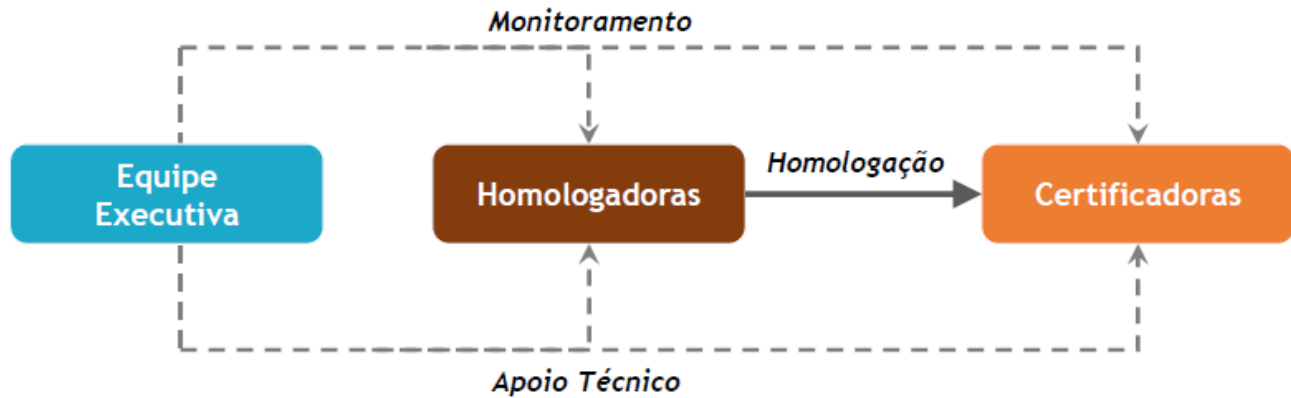 Monitoramento
Equipe
Executiva
Homologadoras
Homologação
Certificadoras
Apoio Técnico